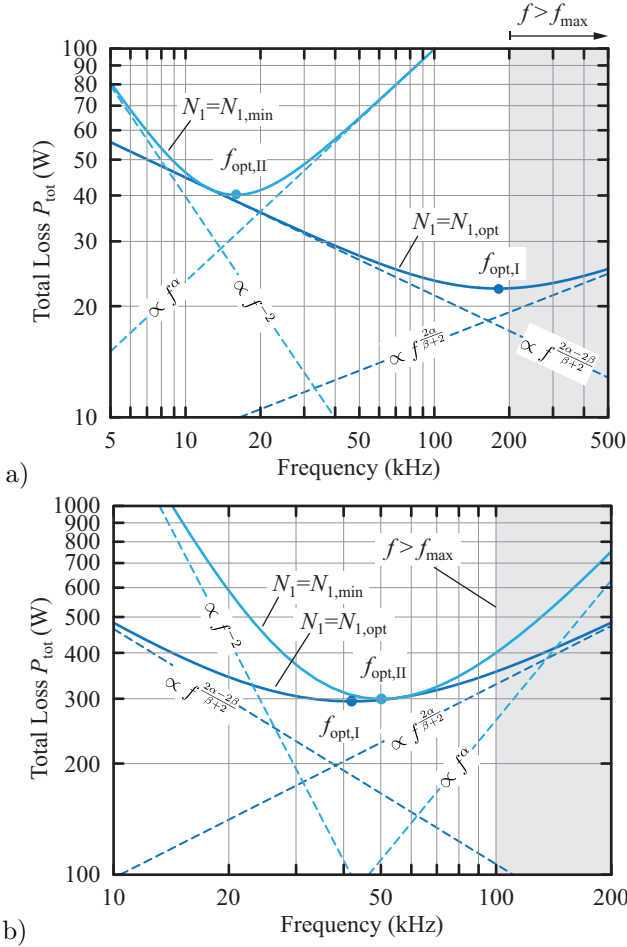 f > f_max
100
90
80
70
60
50
40
30
20
10
Total Loss P_tot (W)
N_1=N_1,min
f_opt,II
N_1=N_1,opt
f_opt,I
∝ f^α
∝ f^-2
∝ f^(2α/(β+2))
∝ f^((2α-2β)/(β+2))
5 10 20 40 60 100 200 300 500
Frequency (kHz)
a)
1000
900
800
700
600
500
400
300
200
100
Total Loss P_tot (W)
f > f_max
N_1=N_1,min
∝ f^-2
N_1=N_1,opt
f_opt,II
∝ f^((2α-2β)/(β+2))
f_opt,I
∝ f^(2α/(β+2))
∝ f^α
10 20 50 100 200
Frequency (kHz)
b)